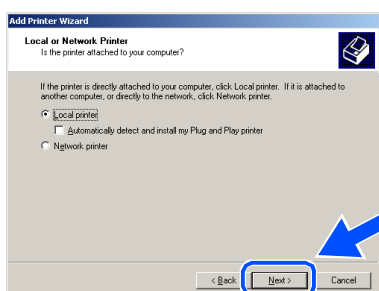 Add Printer Wizard
Local or Network Printer
Is the printer attached to your computer?
If the printer is directly attached to your computer, click Local printer. If it is attached to
another computer, or directly to the network, click Network printer.
Local printer
Automatically detect and install my Plug and Play printer
Network printer
< Back
Next >
Cancel